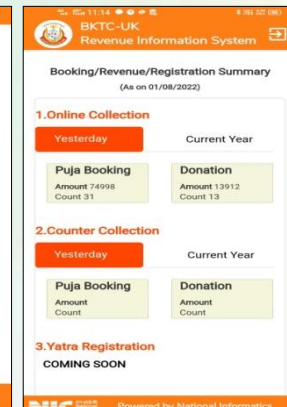 11:14
BKTC-UK
Revenue Information System
Booking/Revenue/Registration Summary
(As on 01/08/2022)
1.Online Collection
Yesterday Current Year
Puja Booking Donation
Amount 74998 Amount 13912
Count 31 Count 13
2.Counter Collection
Yesterday Current Year
Puja Booking Donation
Amount Amount
Count Count
3.Yatra Registration
COMING SOON
Powered by National Informatics